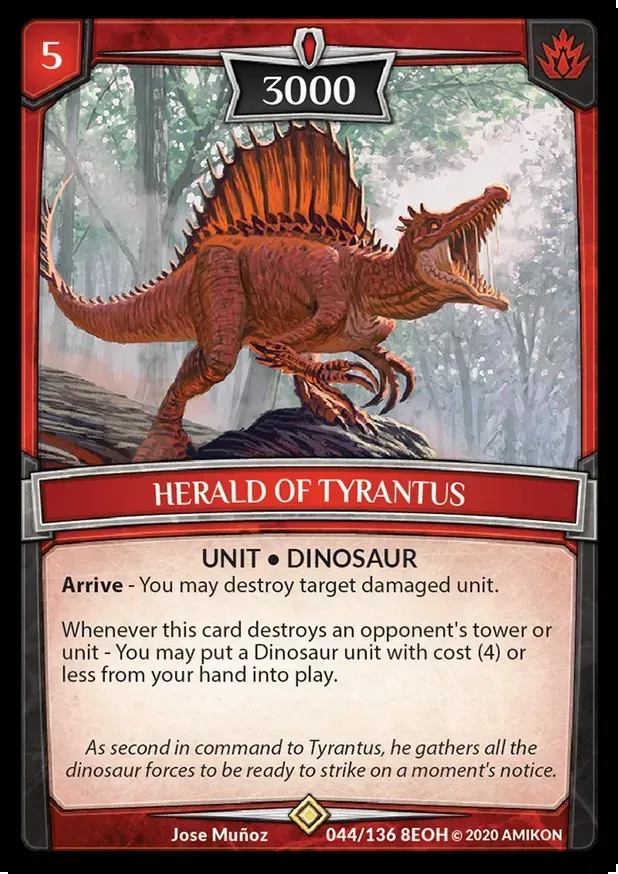 5
3000
HERALD OF TYRANTUS
UNIT • DINOSAUR
Arrive - You may destroy target damaged unit.
Whenever this card destroys an opponent's tower or
unit - You may put a Dinosaur unit with cost (4) or
less from your hand into play.
As second in command to Tyrantus, he gathers all the
dinosaur forces to be ready to strike on a moment's notice.
Jose Muñoz 044/136 8EOH © 2020 AMIKON